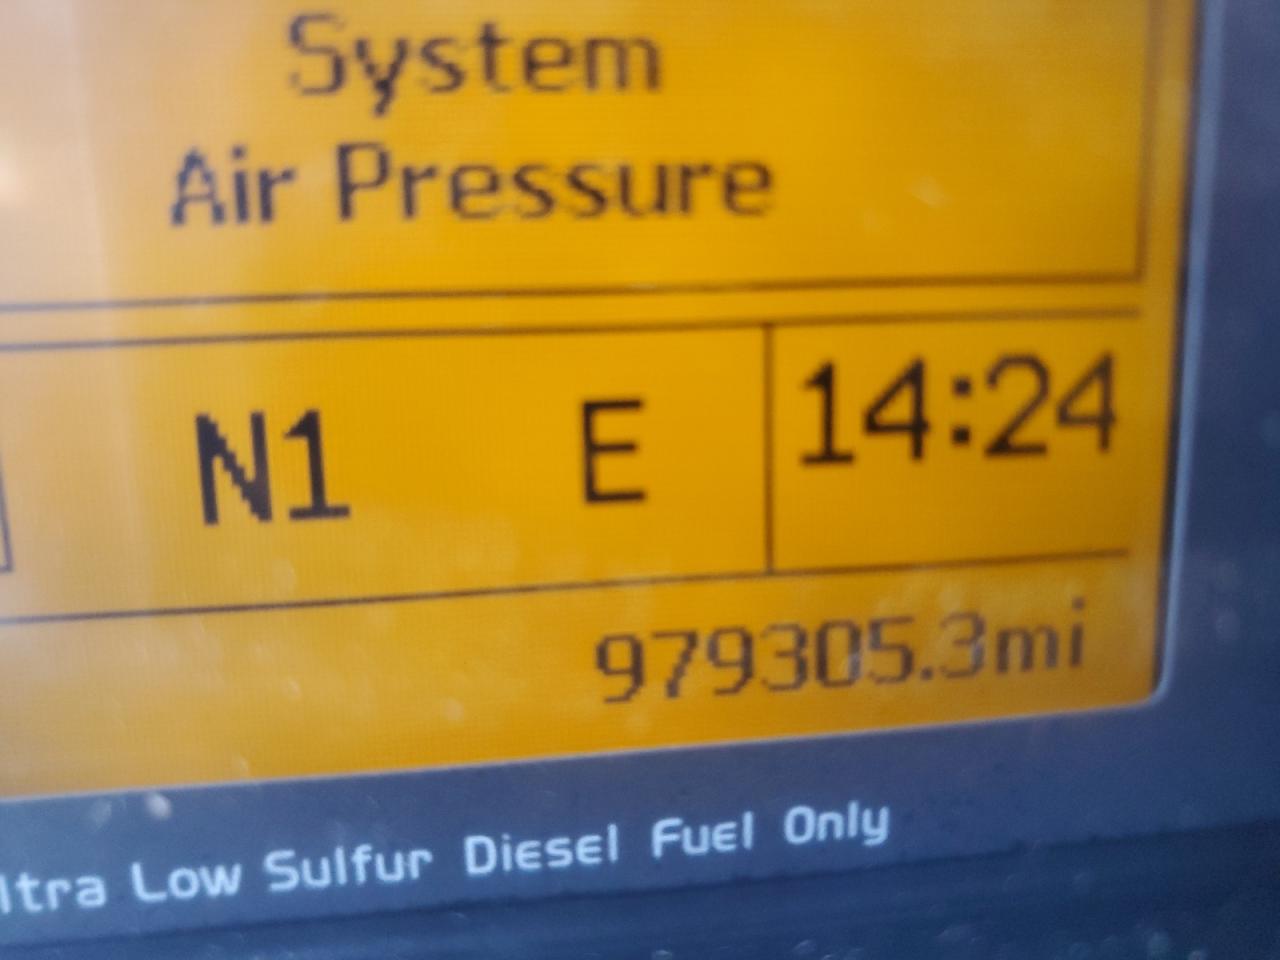 System
Air Pressure
N1 E 14:24
979305.3mi
ltra Low Sulfur Diesel Fuel Only